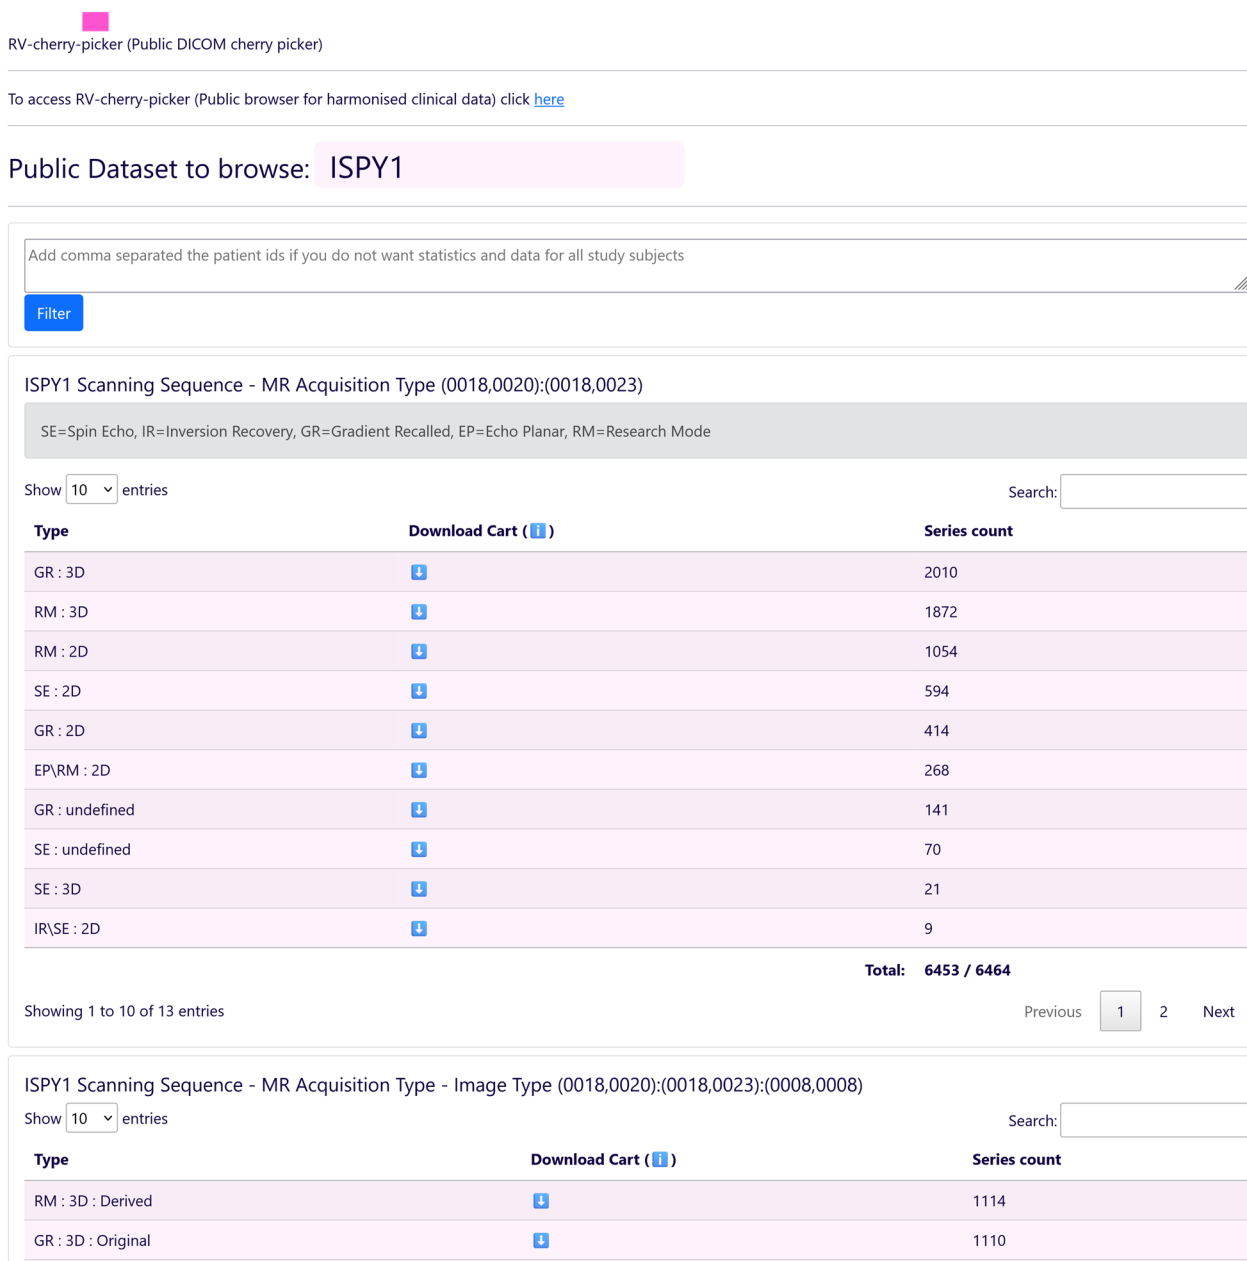 RV-cherry-picker (Public DICOM cherry picker)
To access RV-cherry-picker (Public browser for harmonised clinical data) click here
Public Dataset to browse: ISPY1
Add comma separated the patient ids if you do not want statistics and data for all study subjects
Filter
ISPY1 Scanning Sequence - MR Acquisition Type (0018,0020):(0018,0023)
SE=Spin Echo, IR=Inversion Recovery, GR=Gradient Recalled, EP=Echo Planar, RM=Research Mode
Show 10 entries Search:
Type Download Cart (ℹ️) Series count
GR : 3D ⬇️ 2010
RM : 3D ⬇️ 1872
RM : 2D ⬇️ 1054
SE : 2D ⬇️ 594
GR : 2D ⬇️ 414
EP\RM : 2D ⬇️ 268
GR : undefined ⬇️ 141
SE : undefined ⬇️ 70
SE : 3D ⬇️ 21
IR\SE : 2D ⬇️ 9
Total: 6453 / 6464
Showing 1 to 10 of 13 entries Previous 1 2 Next
ISPY1 Scanning Sequence - MR Acquisition Type - Image Type (0018,0020):(0018,0023):(0008,0008)
Show 10 entries Search:
Type Download Cart (ℹ️) Series count
RM : 3D : Derived ⬇️ 1114
GR : 3D : Original ⬇️ 1110